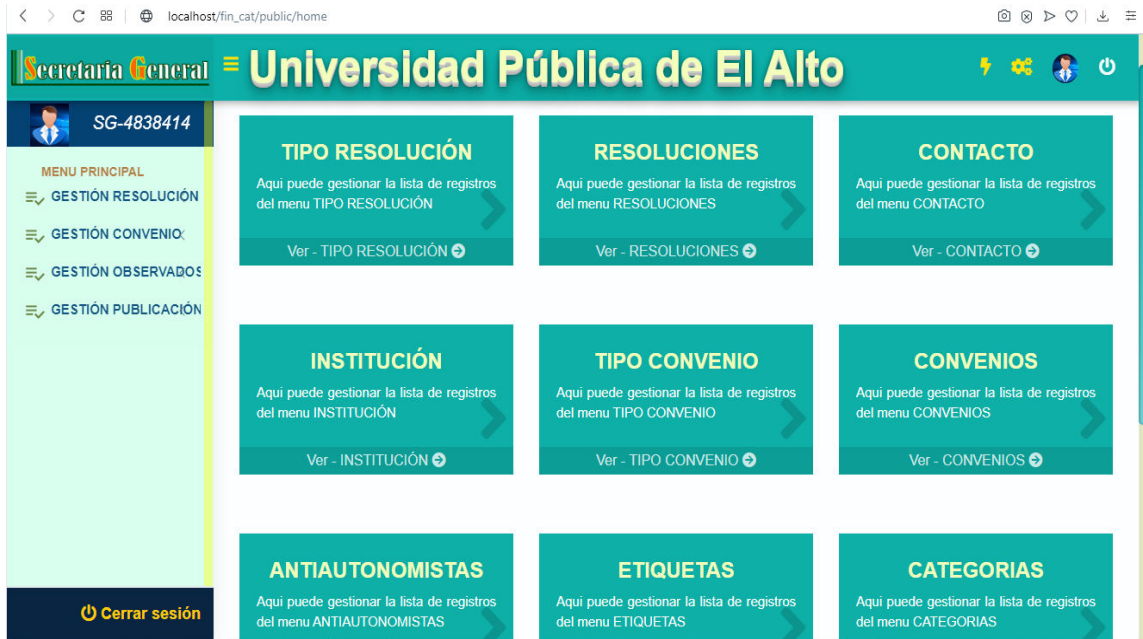 localhost/fin_cat/public/home
Secretaria General
Universidad Pública de El Alto
SG-4838414
MENU PRINCIPAL
GESTIÓN RESOLUCIÓN
GESTIÓN CONVENIO
GESTIÓN OBSERVADOS
GESTIÓN PUBLICACIÓN
Cerrar sesión
TIPO RESOLUCIÓN
Aqui puede gestionar la lista de registros
del menu TIPO RESOLUCIÓN
Ver - TIPO RESOLUCIÓN
RESOLUCIONES
Aqui puede gestionar la lista de registros
del menu RESOLUCIONES
Ver - RESOLUCIONES
CONTACTO
Aqui puede gestionar la lista de registros
del menu CONTACTO
Ver - CONTACTO
INSTITUCIÓN
Aqui puede gestionar la lista de registros
del menu INSTITUCIÓN
Ver - INSTITUCIÓN
TIPO CONVENIO
Aqui puede gestionar la lista de registros
del menu TIPO CONVENIO
Ver - TIPO CONVENIO
CONVENIOS
Aqui puede gestionar la lista de registros
del menu CONVENIOS
Ver - CONVENIOS
ANTIAUTONOMISTAS
Aqui puede gestionar la lista de registros
del menu ANTIAUTONOMISTAS
ETIQUETAS
Aqui puede gestionar la lista de registros
del menu ETIQUETAS
CATEGORIAS
Aqui puede gestionar la lista de registros
del menu CATEGORIAS